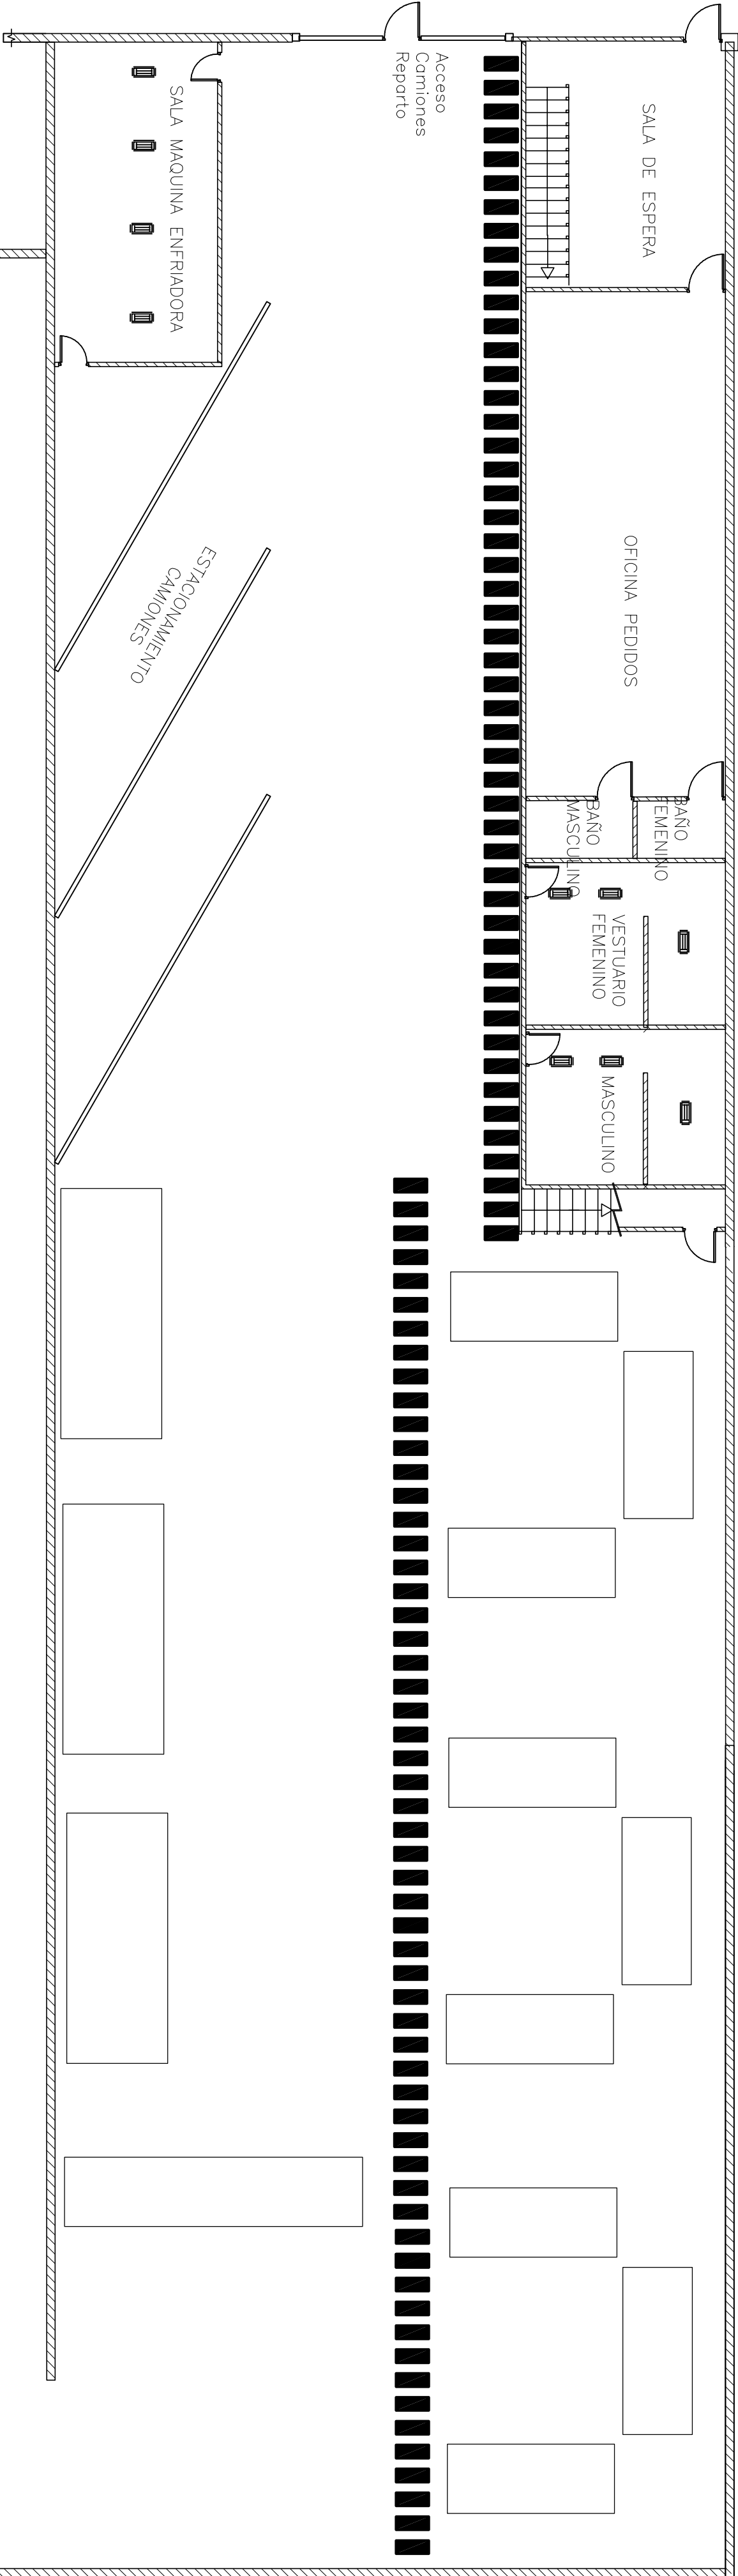 SALA DE ESPERA
Acceso
Camiones
Reparto
SALA MAQUINA ENFRIADORA
OFICINA PEDIDOS
ESTACIONAMIENTO
CAMIONES
BAÑO
FEMENINO
BAÑO
MASCULINO
VESTUARIO
FEMENINO
MASCULINO